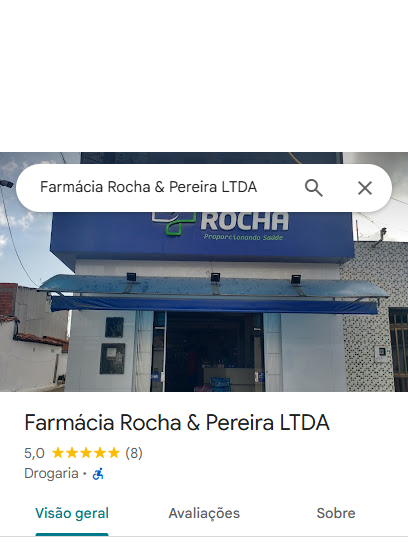 Farmácia Rocha & Pereira LTDA
ROCHA
Proporcionando Saúde
Farmácia Rocha & Pereira LTDA
5,0 ★★★★★ (8)
Drogaria ·
Visão geral Avaliações Sobre